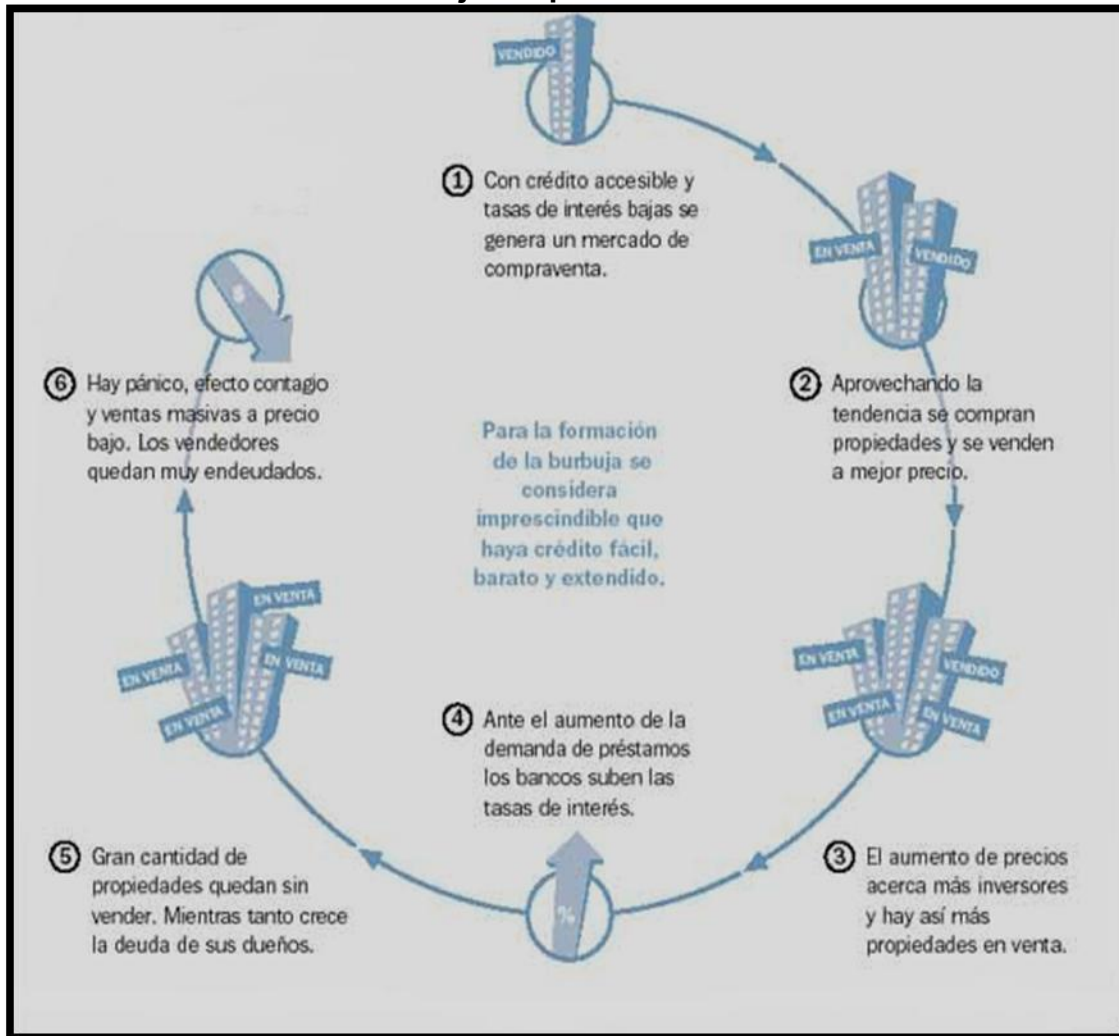 VENDIDO
1 Con crédito accesible y
tasas de interés bajas se
genera un mercado de
compraventa.
EN VENTA
VENDIDO
2 Aprovechando la
tendencia se compran
propiedades y se venden
a mejor precio.
EN VENTA
VENDIDO
EN VENTA
EN VENTA
3 El aumento de precios
acerca más inversores
y hay así más
propiedades en venta.
4 Ante el aumento de la
demanda de préstamos
los bancos suben las
tasas de interés.
%
EN VENTA
EN VENTA
EN VENTA
EN VENTA
5 Gran cantidad de
propiedades quedan sin
vender. Mientras tanto crece
la deuda de sus dueños.
6 Hay pánico, efecto contagio
y ventas masivas a precio
bajo. Los vendedores
quedan muy endeudados.
Para la formación
de la burbuja se
considera
imprescindible que
haya crédito fácil,
barato y extendido.